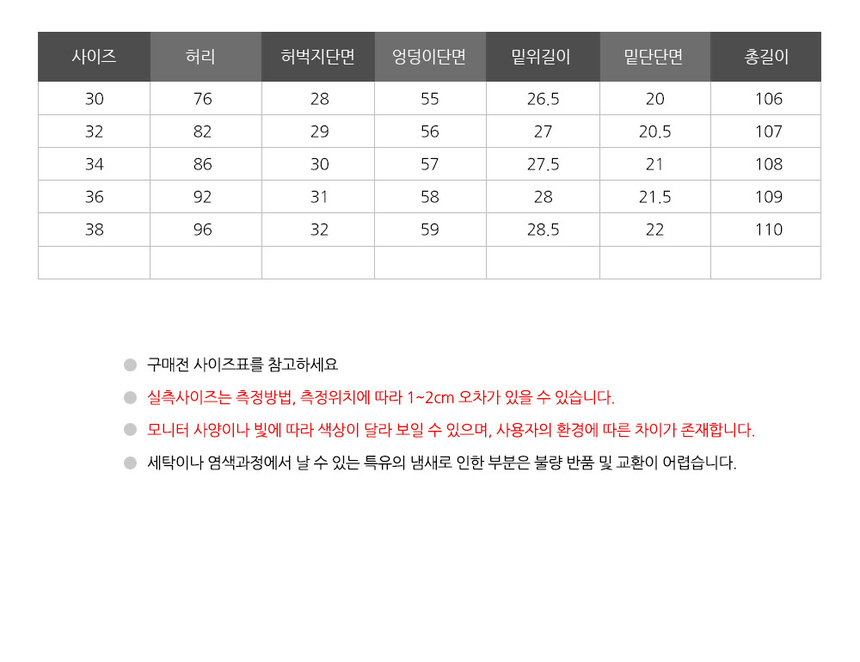 사이즈 허리 허벅지단면 엉덩이단면 밑위길이 밑단단면 총길이
30 76 28 55 26.5 20 106
32 82 29 56 27 20.5 107
34 86 30 57 27.5 21 108
36 92 31 58 28 21.5 109
38 96 32 59 28.5 22 110
구매전 사이즈표를 참고하세요
실측사이즈는 측정방법, 측정위치에 따라 1~2cm 오차가 있을 수 있습니다.
모니터 사양이나 빛에 따라 색상이 달라 보일 수 있으며, 사용자의 환경에 따른 차이가 존재합니다.
세탁이나 염색과정에서 날 수 있는 특유의 냄새로 인한 부분은 불량 반품 및 교환이 어렵습니다.